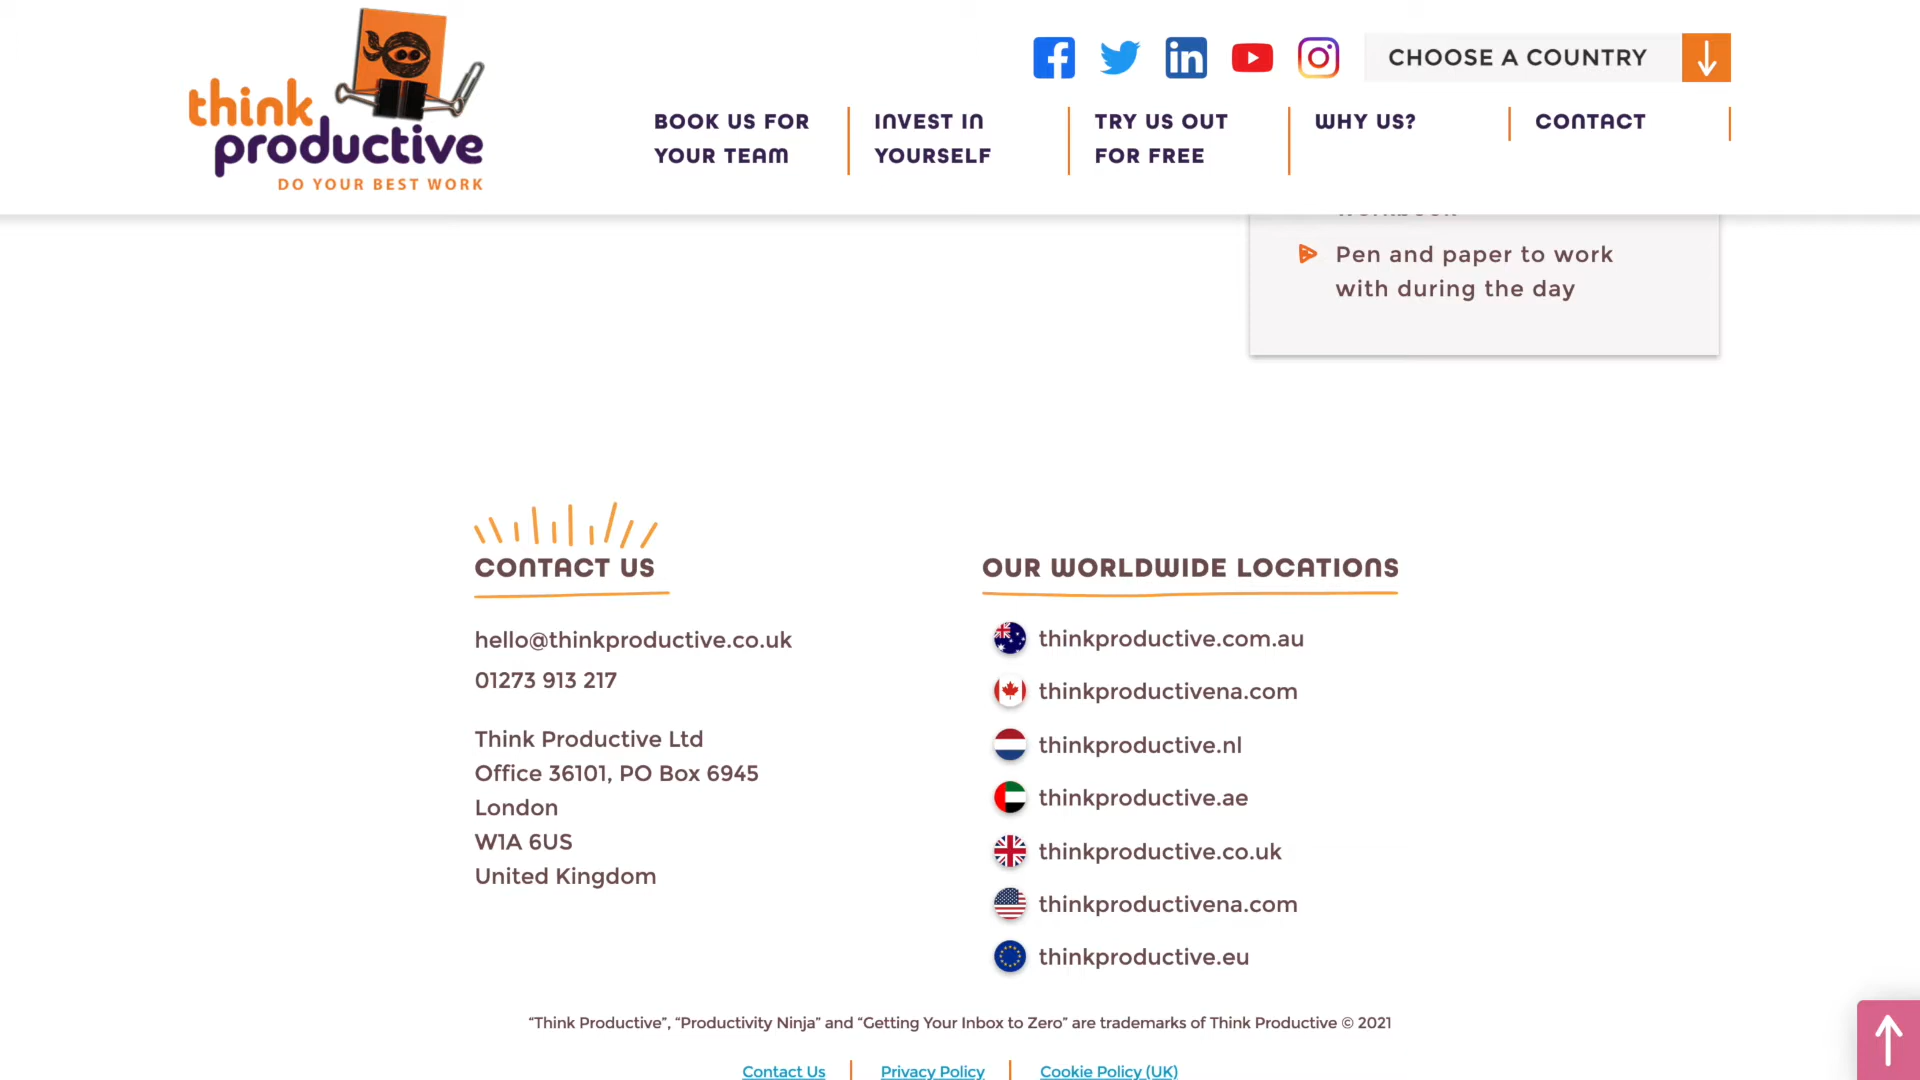 think
productive
DO YOUR BEST WORK
CHOOSE A COUNTRY
BOOK US FOR
YOUR TEAM
INVEST IN
YOURSELF
TRY US OUT
FOR FREE
WHY US?
CONTACT
Pen and paper to work
with during the day
CONTACT US
hello@thinkproductive.co.uk
01273 913 217
Think Productive Ltd
Office 36101, PO Box 6945
London
W1A 6US
United Kingdom
OUR WORLDWIDE LOCATIONS
thinkproductive.com.au
thinkproductivena.com
thinkproductive.nl
thinkproductive.ae
thinkproductive.co.uk
thinkproductivena.com
thinkproductive.eu
“Think Productive”, “Productivity Ninja” and “Getting Your Inbox to Zero” are trademarks of Think Productive © 2021
Contact Us
Privacy Policy
Cookie Policy (UK)